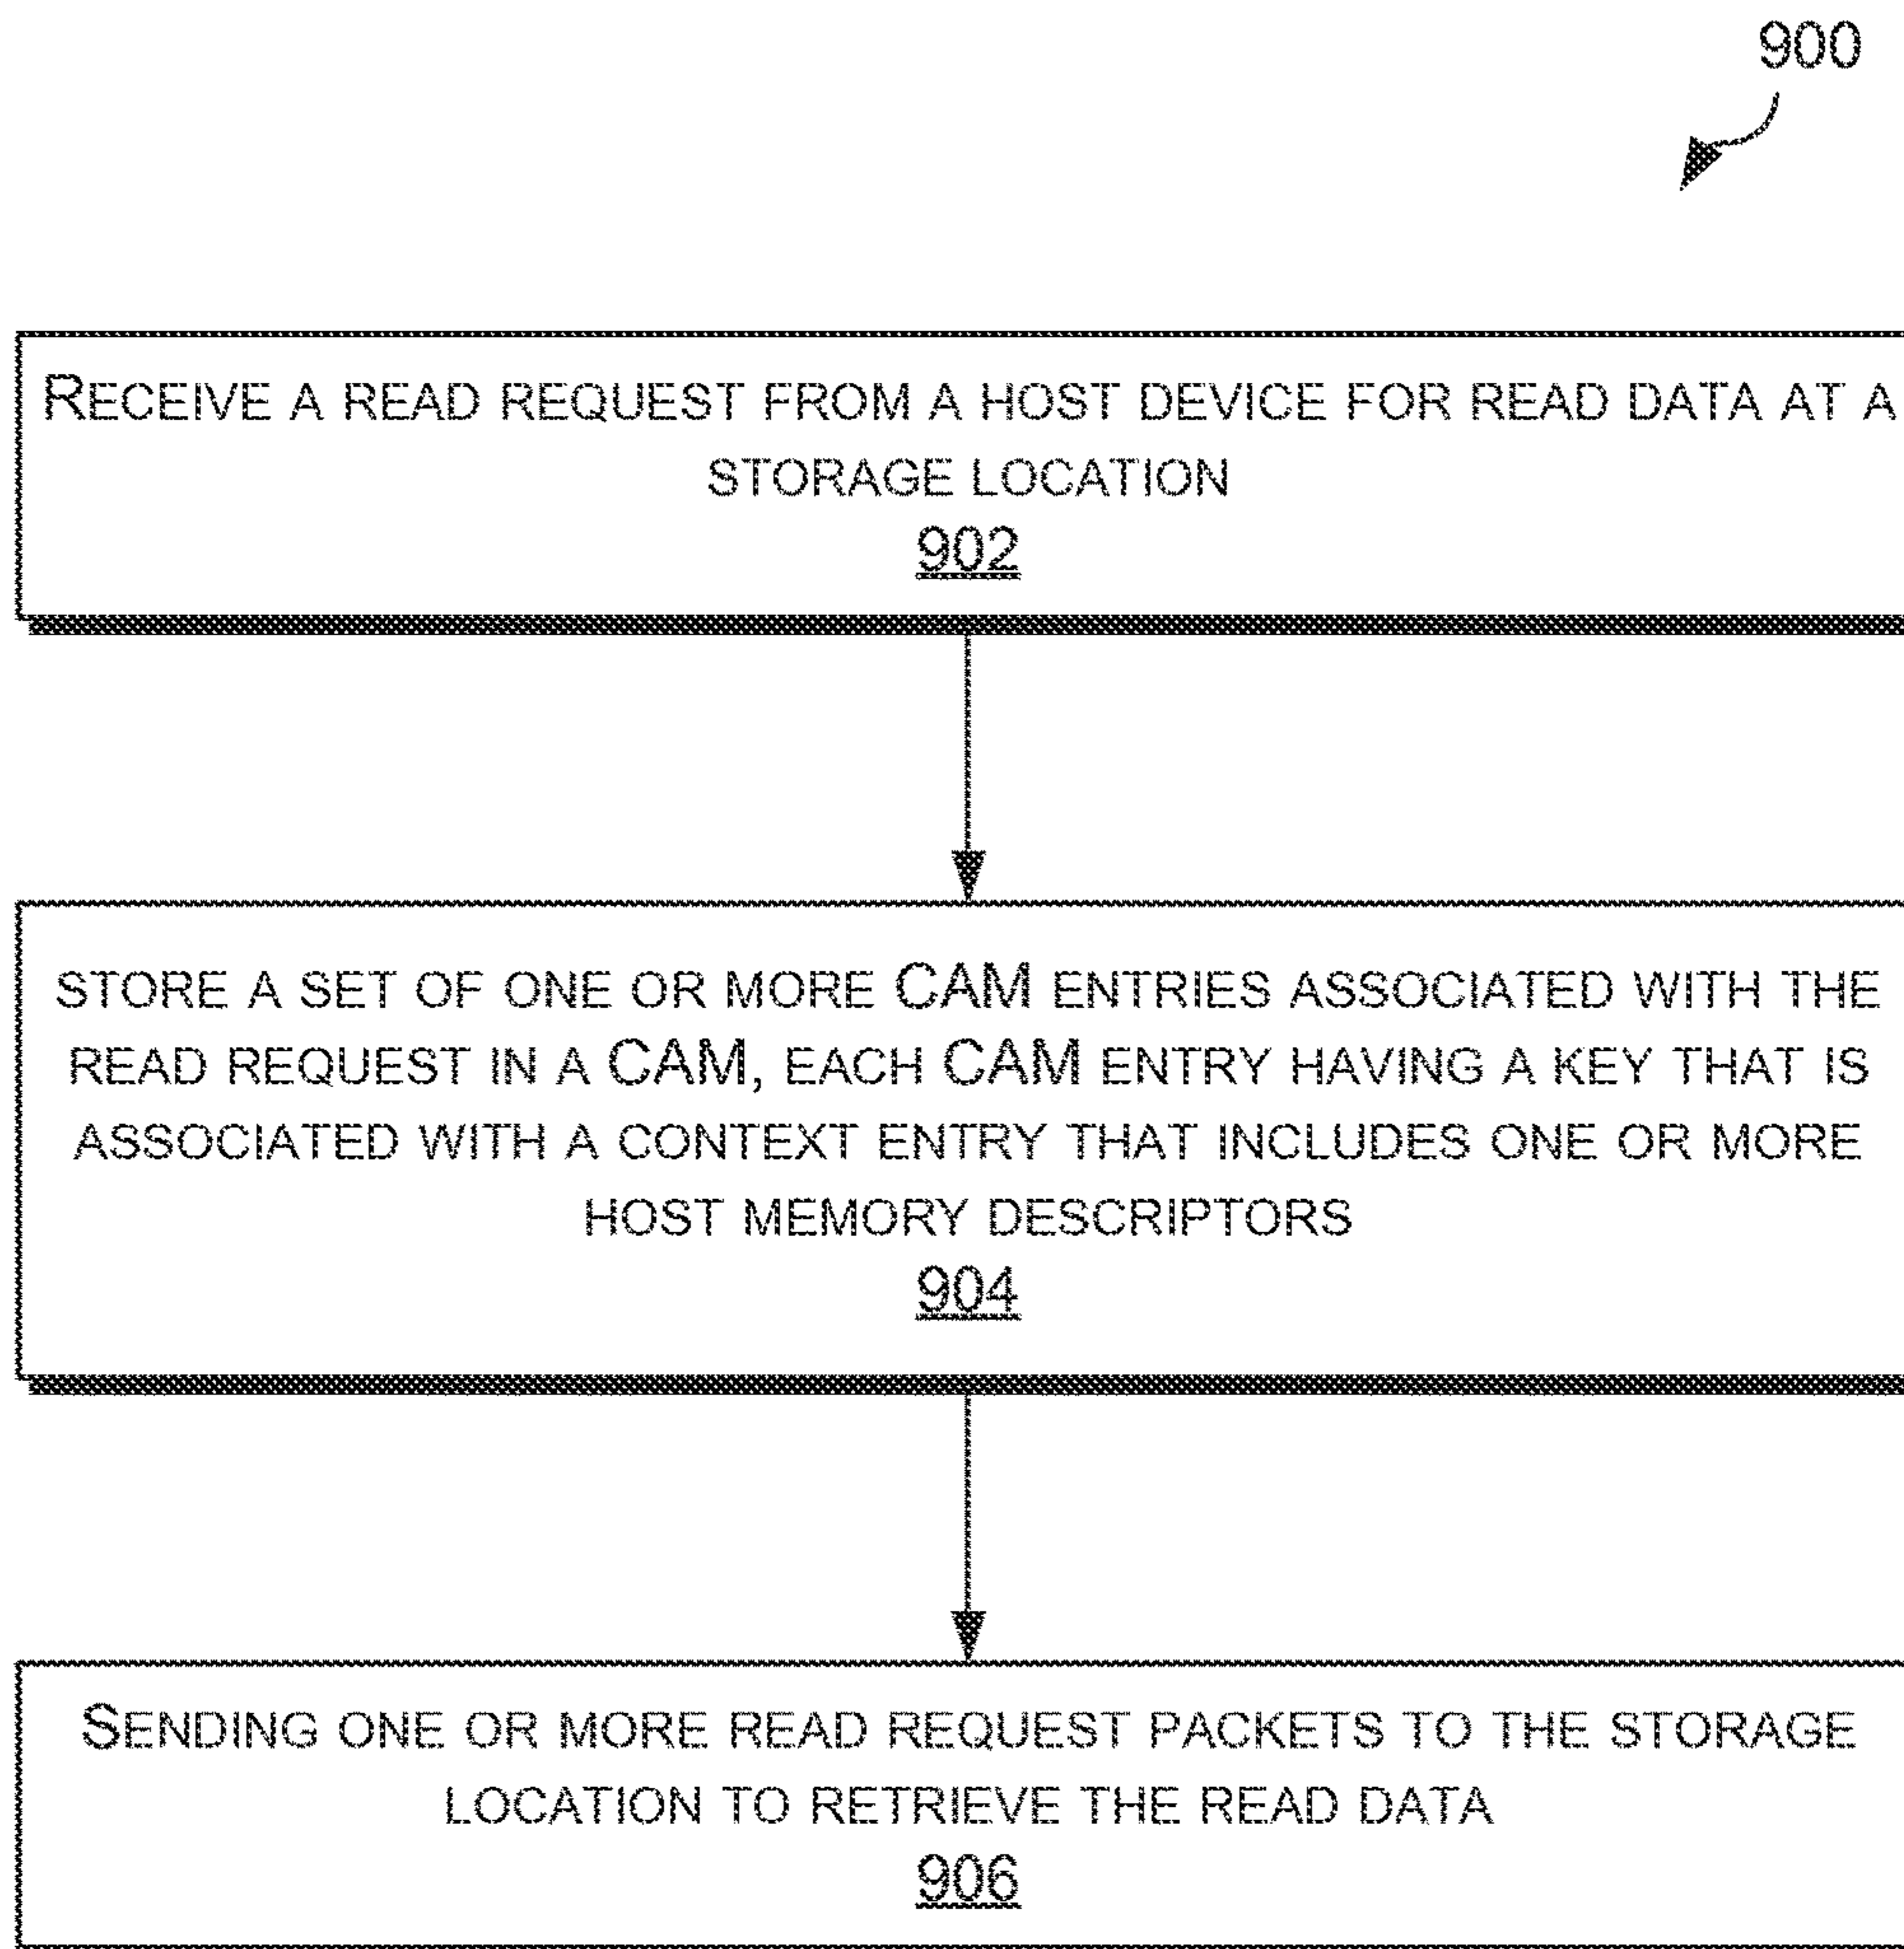 900
RECEIVE A READ REQUEST FROM A HOST DEVICE FOR READ DATA AT A
STORAGE LOCATION
902
STORE A SET OF ONE OR MORE CAM ENTRIES ASSOCIATED WITH THE
READ REQUEST IN A CAM, EACH CAM ENTRY HAVING A KEY THAT IS
ASSOCIATED WITH A CONTEXT ENTRY THAT INCLUDES ONE OR MORE
HOST MEMORY DESCRIPTORS
904
SENDING ONE OR MORE READ REQUEST PACKETS TO THE STORAGE
LOCATION TO RETRIEVE THE READ DATA
906